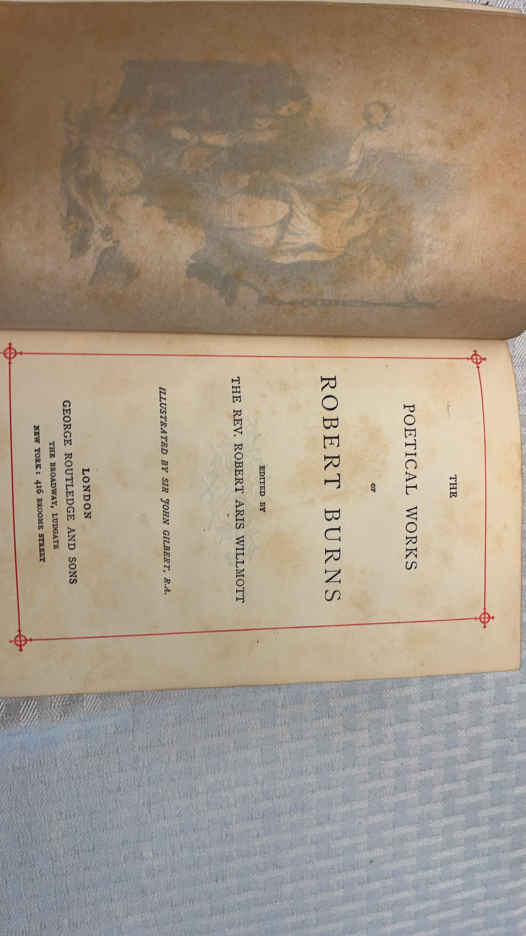 THE
POETICAL WORKS
OF
ROBERT BURNS
EDITED BY
THE REV. ROBERT ARIS WILLMOTT
ILLUSTRATED BY SIR JOHN GILBERT, R.A.
LONDON
GEORGE ROUTLEDGE AND SONS
THE BROADWAY, LUDGATE
NEW YORK: 416 BROOME STREET